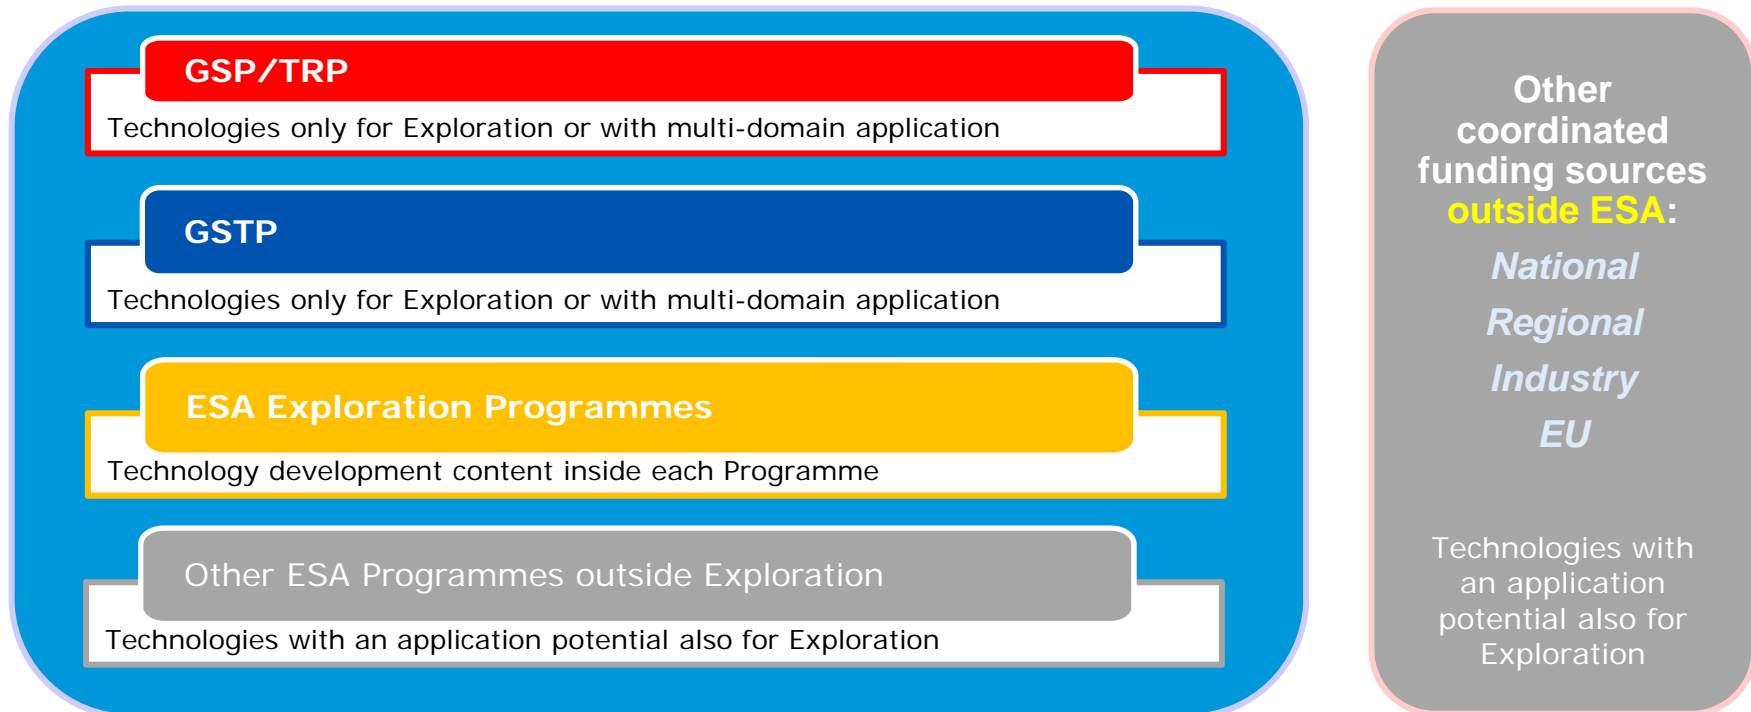 GSP/TRP
Technologies only for Exploration or with multi-domain application
GSTP
Technologies only for Exploration or with multi-domain application
ESA Exploration Programmes
Technology development content inside each Programme
Other ESA Programmes outside Exploration
Technologies with an application potential also for Exploration
Other
coordinated
funding sources
outside ESA:
National
Regional
Industry
EU
Technologies with
an application
potential also for
Exploration